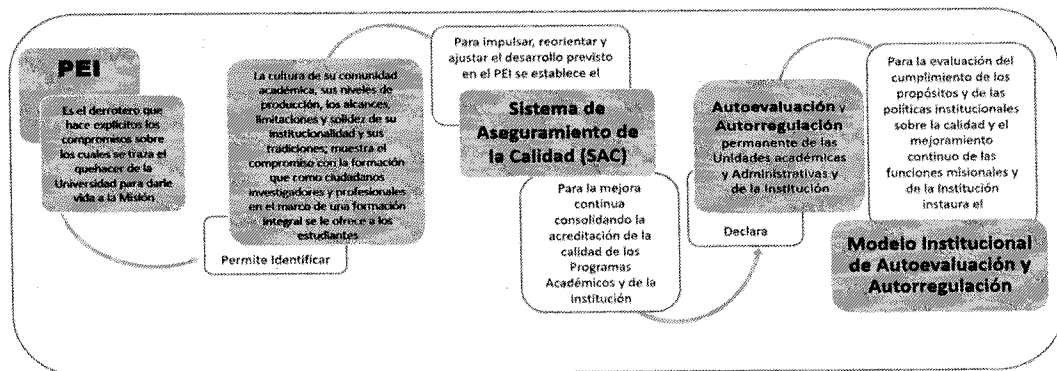 PEI
Es el derrotero que
hace explícitos los
compromisos sobre
los cuales se traza el
quehacer de la
Universidad para darle
vida a la Misión
Permite Identificar
La cultura de su comunidad
académica, sus niveles de
producción, los alcances,
limitaciones y solidez de su
institucionalidad y sus
tradiciones; muestra el
compromiso con la formación
que como ciudadanos
investigadores y profesionales
en el marco de una formación
integral se le ofrece a los
estudiantes
Para impulsar, reorientar y
ajustar el desarrollo previsto
en el PEI se establece el
Sistema de
Aseguramiento de
la Calidad (SAC)
Para la mejora
continua
consolidando la
acreditación de la
calidad de los
Programas
Académicos y de la
Institución
Declara
Autoevaluación y
Autorregulación
permanente de las
Unidades académicas
y Administrativas y
de la Institución
Para la evaluación del
cumplimiento de los
propósitos y de las
políticas institucionales
sobre la calidad y el
mejoramiento
continuo de las
funciones misionales y
de la Institución
instaura el
Modelo Institucional
de Autoevaluación y
Autorregulación